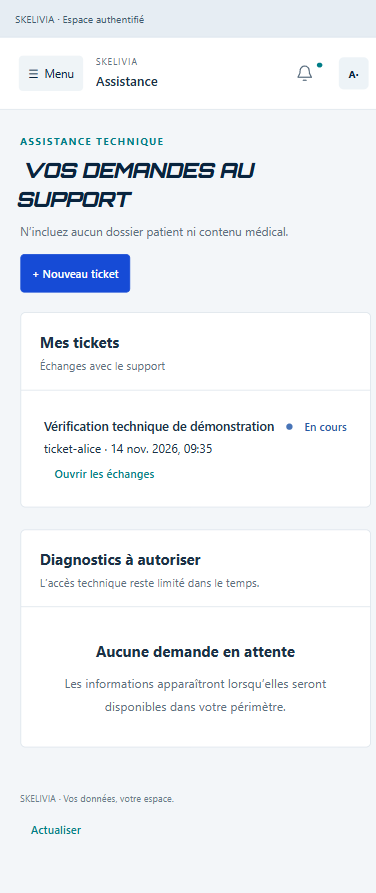 SKELIVIA · Espace authentifié
☰ Menu
SKELIVIA
Assistance
A·
ASSISTANCE TECHNIQUE
VOS DEMANDES AU
SUPPORT
N'incluez aucun dossier patient ni contenu médical.
+ Nouveau ticket
Mes tickets
Échanges avec le support
Vérification technique de démonstration
En cours
ticket-alice · 14 nov. 2026, 09:35
Ouvrir les échanges
Diagnostics à autoriser
L'accès technique reste limité dans le temps.
Aucune demande en attente
Les informations apparaîtront lorsqu'elles seront
disponibles dans votre périmètre.
SKELIVIA · Vos données, votre espace.
Actualiser